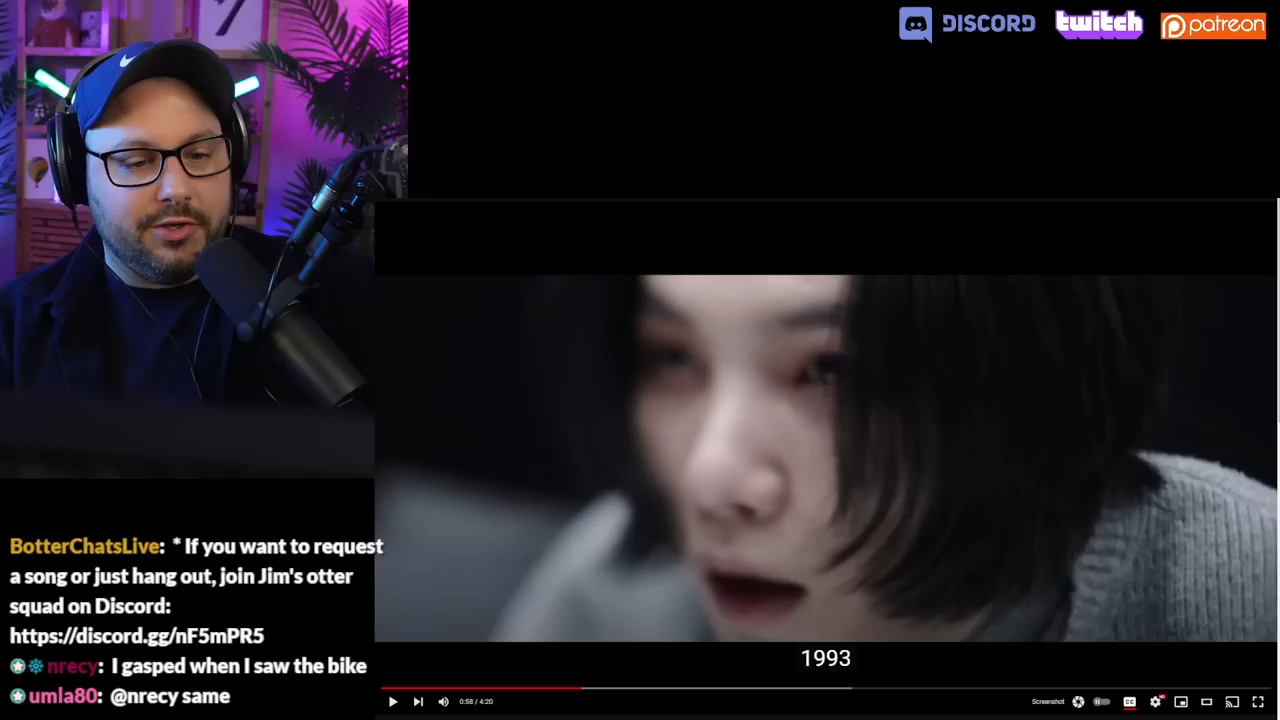 DISCORD twitch patreon
1993
0:58 / 4:20 Screenshot CC HD
BotterChatsLive: * If you want to request
a song or just hang out, join Jim's otter
squad on Discord:
https://discord.gg/nF5mPR5
nrecy: I gasped when I saw the bike
umla80: @nrecy same